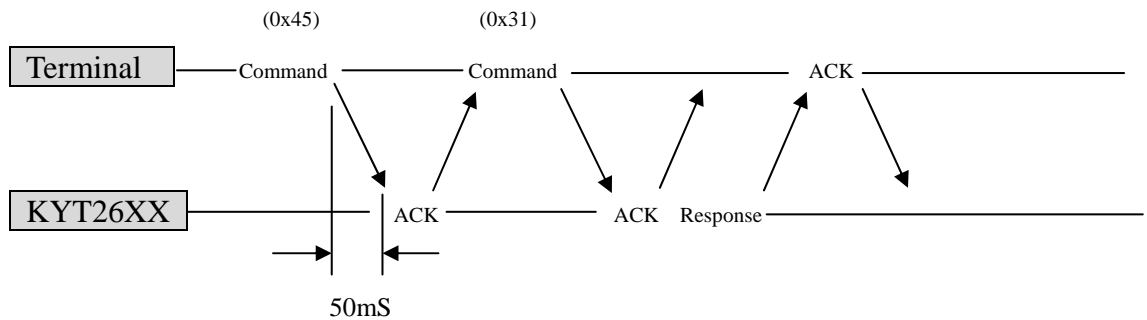 (0x45) (0x31)
Terminal Command Command ACK
KYT26XX ACK ACK Response
50mS